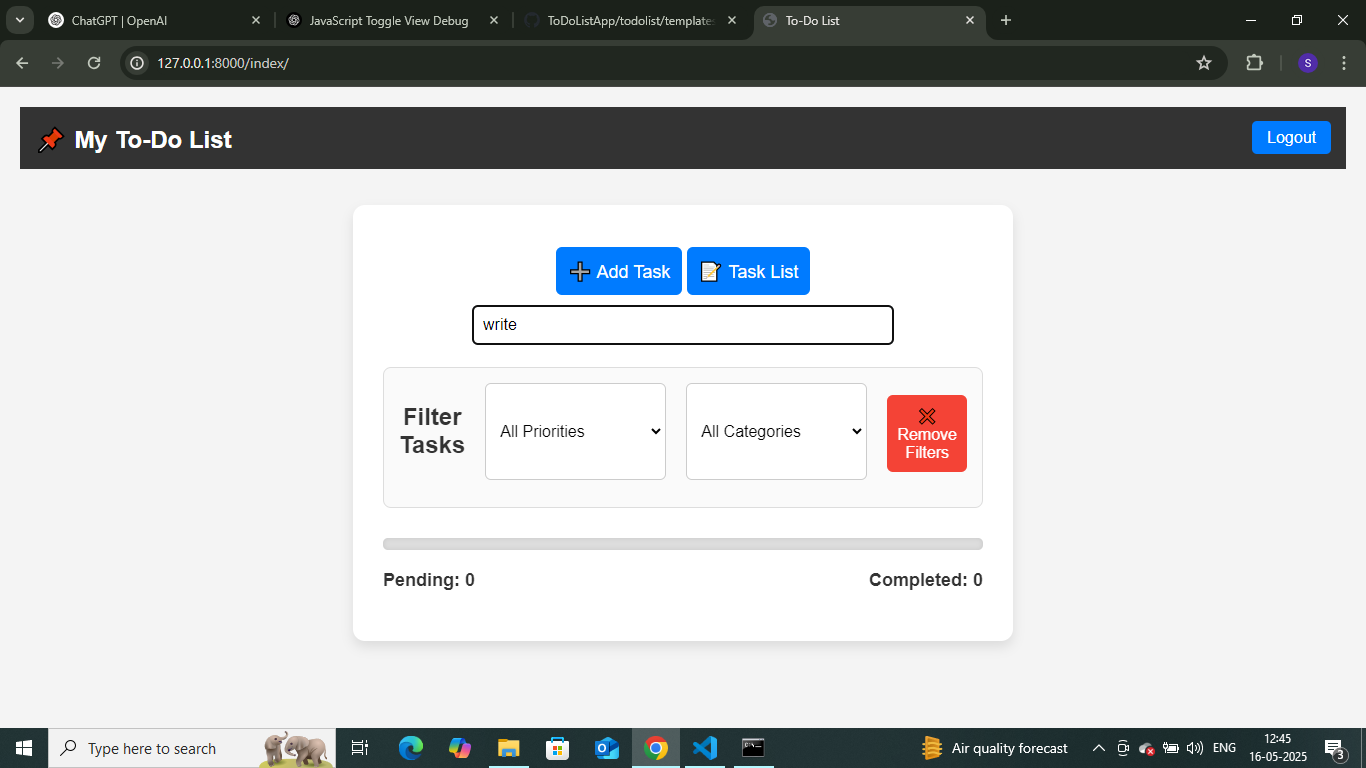 ChatGPT | OpenAI
JavaScript Toggle View Debug
ToDoListApp/todolist/templates
To-Do List
127.0.0.1:8000/index/
S
My To-Do List
Logout
Add Task
Task List
write
Filter
Tasks
All Priorities
All Categories
Remove
Filters
Pending: 0
Completed: 0
Type here to search
Air quality forecast
ENG
12:45
16-05-2025
3